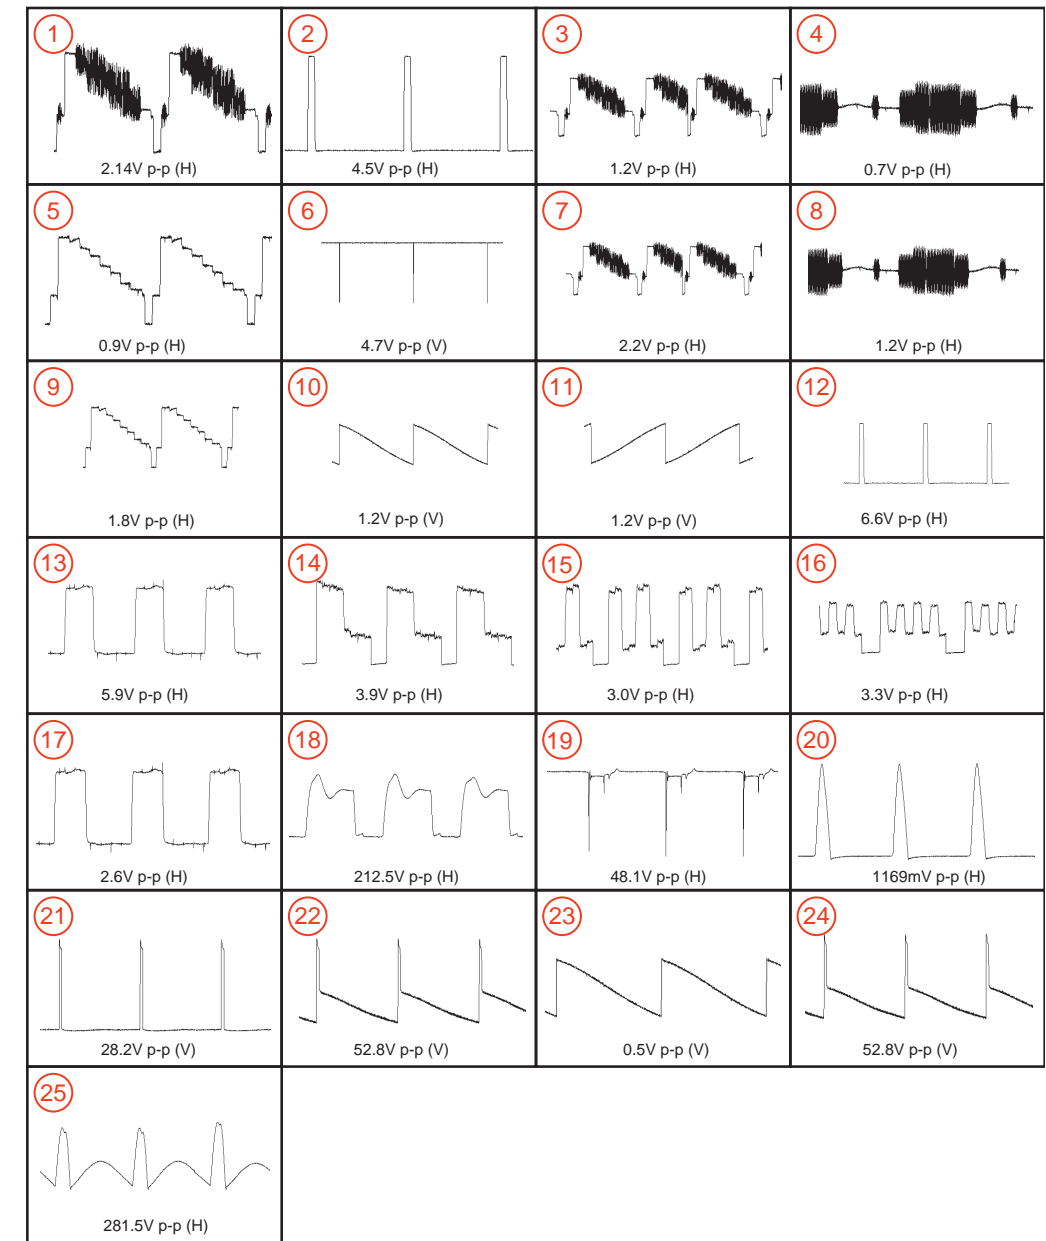 1 2 3 4
2.14V p-p (H) 4.5V p-p (H) 1.2V p-p (H) 0.7V p-p (H)
5 6 7 8
0.9V p-p (H) 4.7V p-p (V) 2.2V p-p (H) 1.2V p-p (H)
9 10 11 12
1.8V p-p (H) 1.2V p-p (V) 1.2V p-p (V) 6.6V p-p (H)
13 14 15 16
5.9V p-p (H) 3.9V p-p (H) 3.0V p-p (H) 3.3V p-p (H)
17 18 19 20
2.6V p-p (H) 212.5V p-p (H) 48.1V p-p (H) 1169mV p-p (H)
21 22 23 24
28.2V p-p (V) 52.8V p-p (V) 0.5V p-p (V) 52.8V p-p (V)
25
281.5V p-p (H)